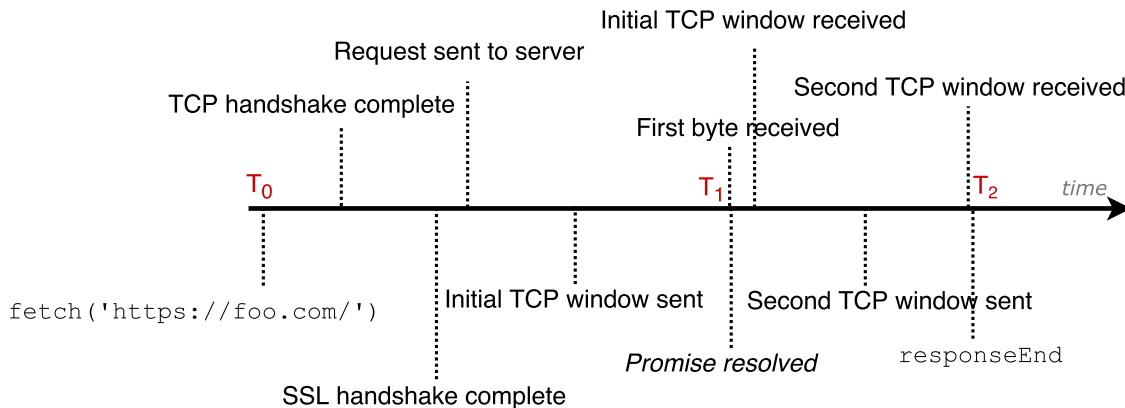 Initial TCP window received
Request sent to server
Second TCP window received
TCP handshake complete
First byte received
T0
T1
T2
time
Initial TCP window sent
Second TCP window sent
fetch('https://foo.com/')
Promise resolved
responseEnd
SSL handshake complete